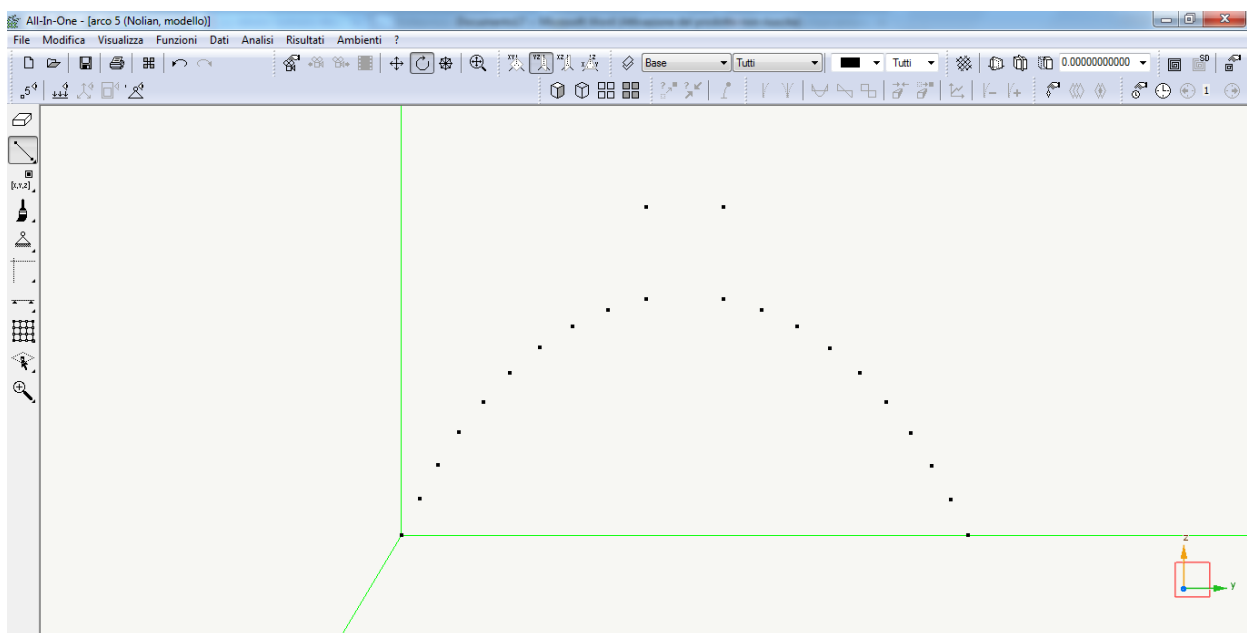 All-In-One - [arco 5 (Nolian, modello)]
File Modifica Visualizza Funzioni Dati Analisi Risultati Ambienti ?
Base Tutti Tutti 0.00000000000
1
[X,Y,Z]
z
y